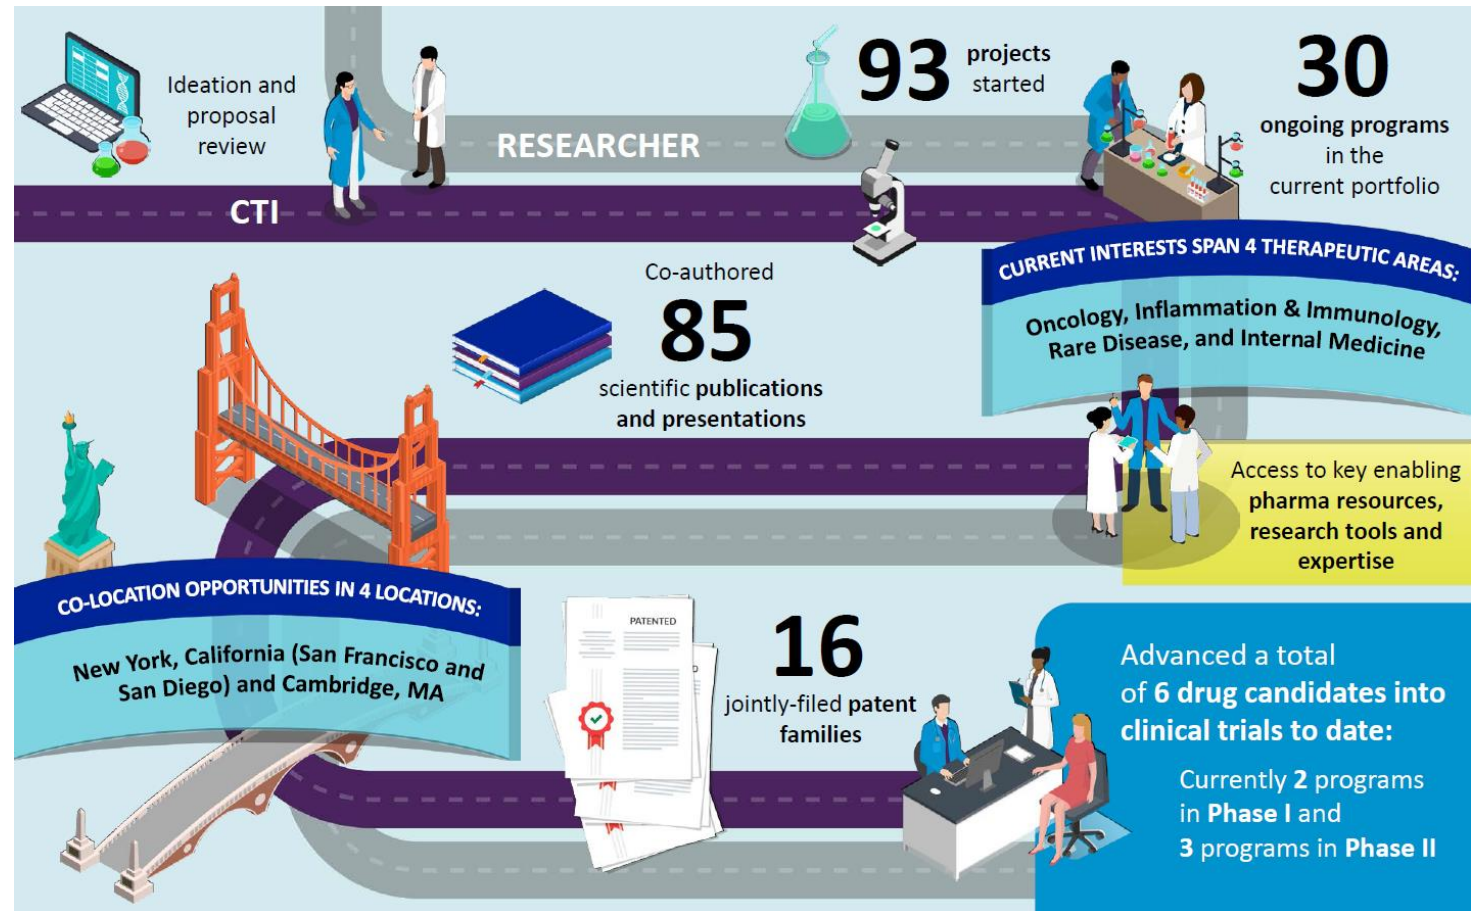 Ideation and
proposal
review
RESEARCHER
CTI
93 projects
started
30
ongoing programs
in the
current portfolio
CURRENT INTERESTS SPAN 4 THERAPEUTIC AREAS:
Oncology, Inflammation & Immunology,
Rare Disease, and Internal Medicine
Co-authored
85
scientific publications
and presentations
Access to key enabling
pharma resources,
research tools and
expertise
CO-LOCATION OPPORTUNITIES IN 4 LOCATIONS:
New York, California (San Francisco and
San Diego) and Cambridge, MA
PATENTED
16
jointly-filed patent
families
Advanced a total
of 6 drug candidates into
clinical trials to date:
Currently 2 programs
in Phase I and
3 programs in Phase II